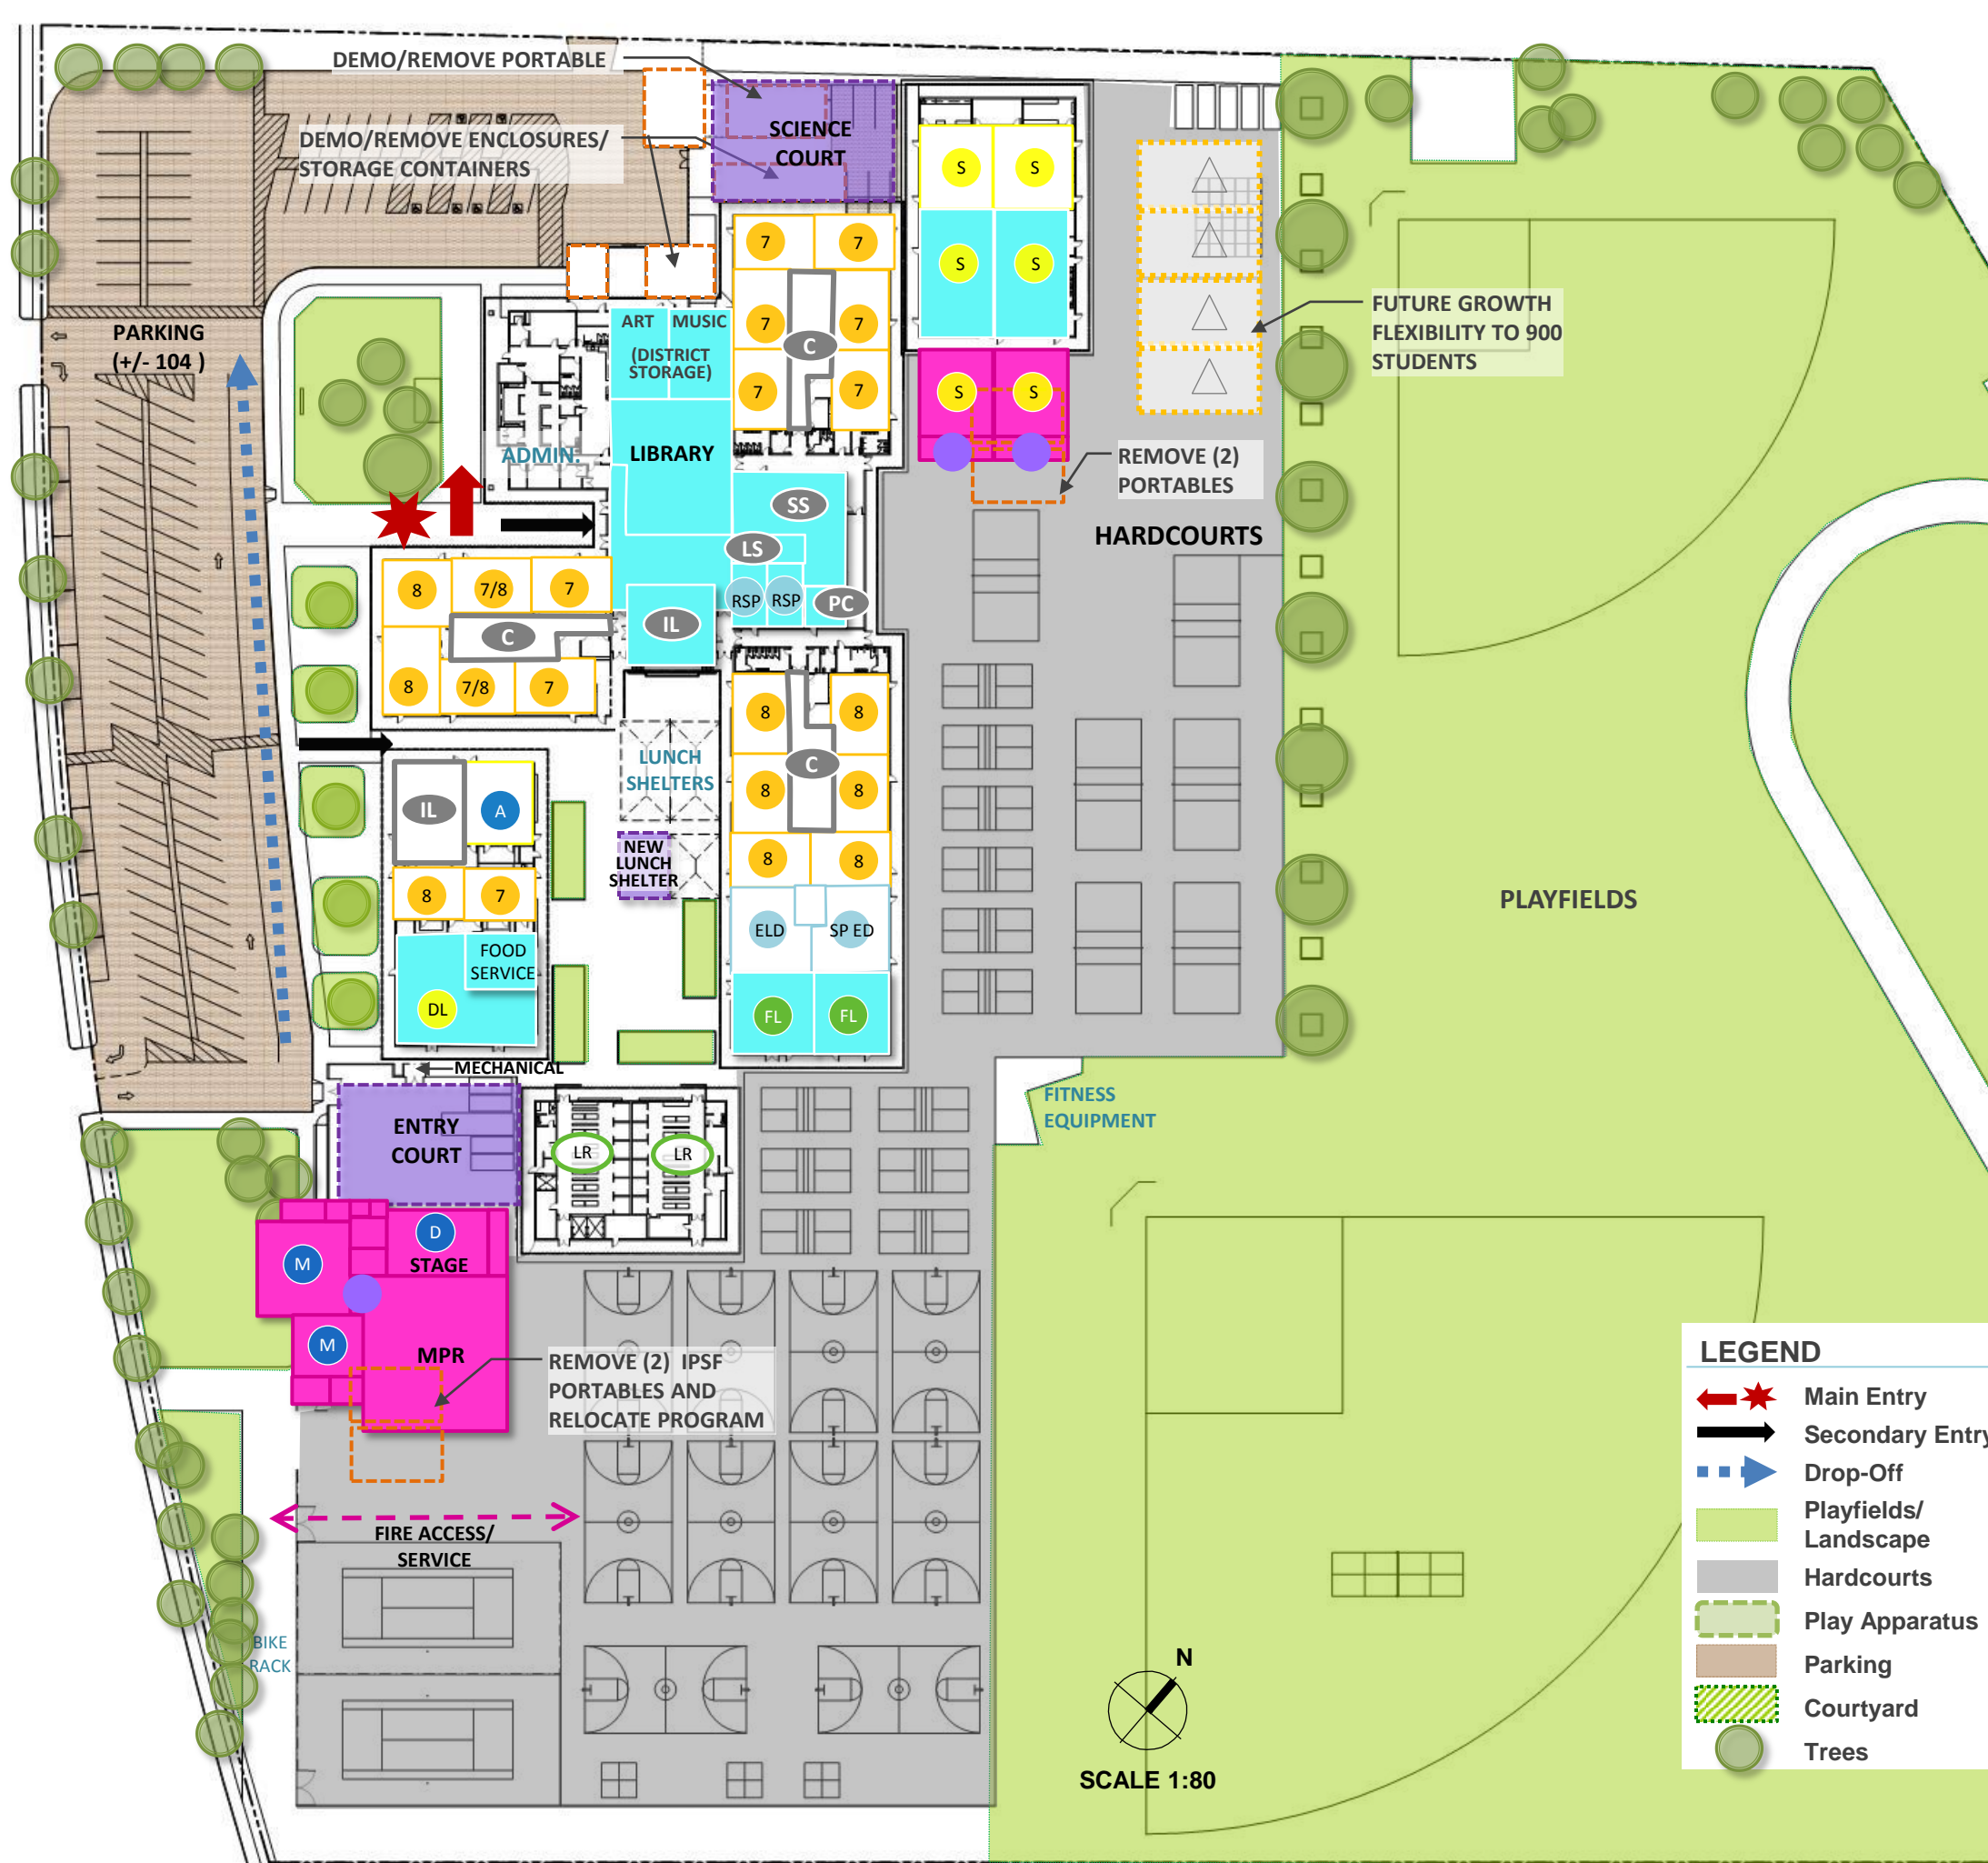 DEMO/REMOVE PORTABLE
DEMO/REMOVE ENCLOSURES/
STORAGE CONTAINERS
SCIENCE
COURT
S
S
S
S
7
7
7
7
7
7
C
PARKING
(+/- 104 )
ART
MUSIC
(DISTRICT
STORAGE)
FUTURE GROWTH
FLEXIBILITY TO 900
STUDENTS
S
S
ADMIN.
LIBRARY
REMOVE (2)
PORTABLES
SS
HARDCOURTS
LS
8
7/8
7
RSP
RSP
PC
C
IL
8
7/8
7
8
8
LUNCH
SHELTERS
C
IL
A
8
8
NEW
LUNCH
SHELTER
8
8
8
7
PLAYFIELDS
ELD
SP ED
FOOD
SERVICE
DL
FL
FL
MECHANICAL
FITNESS
EQUIPMENT
ENTRY
COURT
LR
LR
D
STAGE
M
M
MPR
REMOVE (2)  IPSF
PORTABLES AND
RELOCATE PROGRAM
FIRE ACCESS/
SERVICE
BIKE
RACK
N
SCALE 1:80
LEGEND
Main Entry
Secondary Entry
Drop-Off
Playfields/
Landscape
Hardcourts
Play Apparatus
Parking
Courtyard
Trees